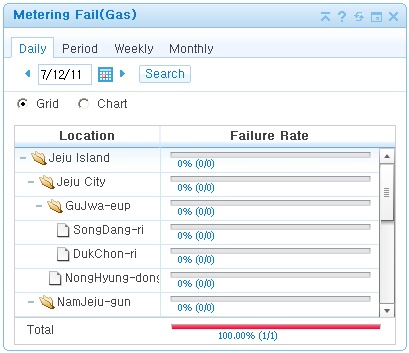 Metering Fail(Gas)
Daily Period Weekly Monthly
7/12/11 Search
Grid Chart
Location Failure Rate
Jeju Island 0% (0/0)
Jeju City 0% (0/0)
GuJwa-eup 0% (0/0)
SongDang-ri 0% (0/0)
DukChon-ri 0% (0/0)
NongHyung-dong 0% (0/0)
NamJeju-gun 0% (0/0)
Total 100.00% (1/1)